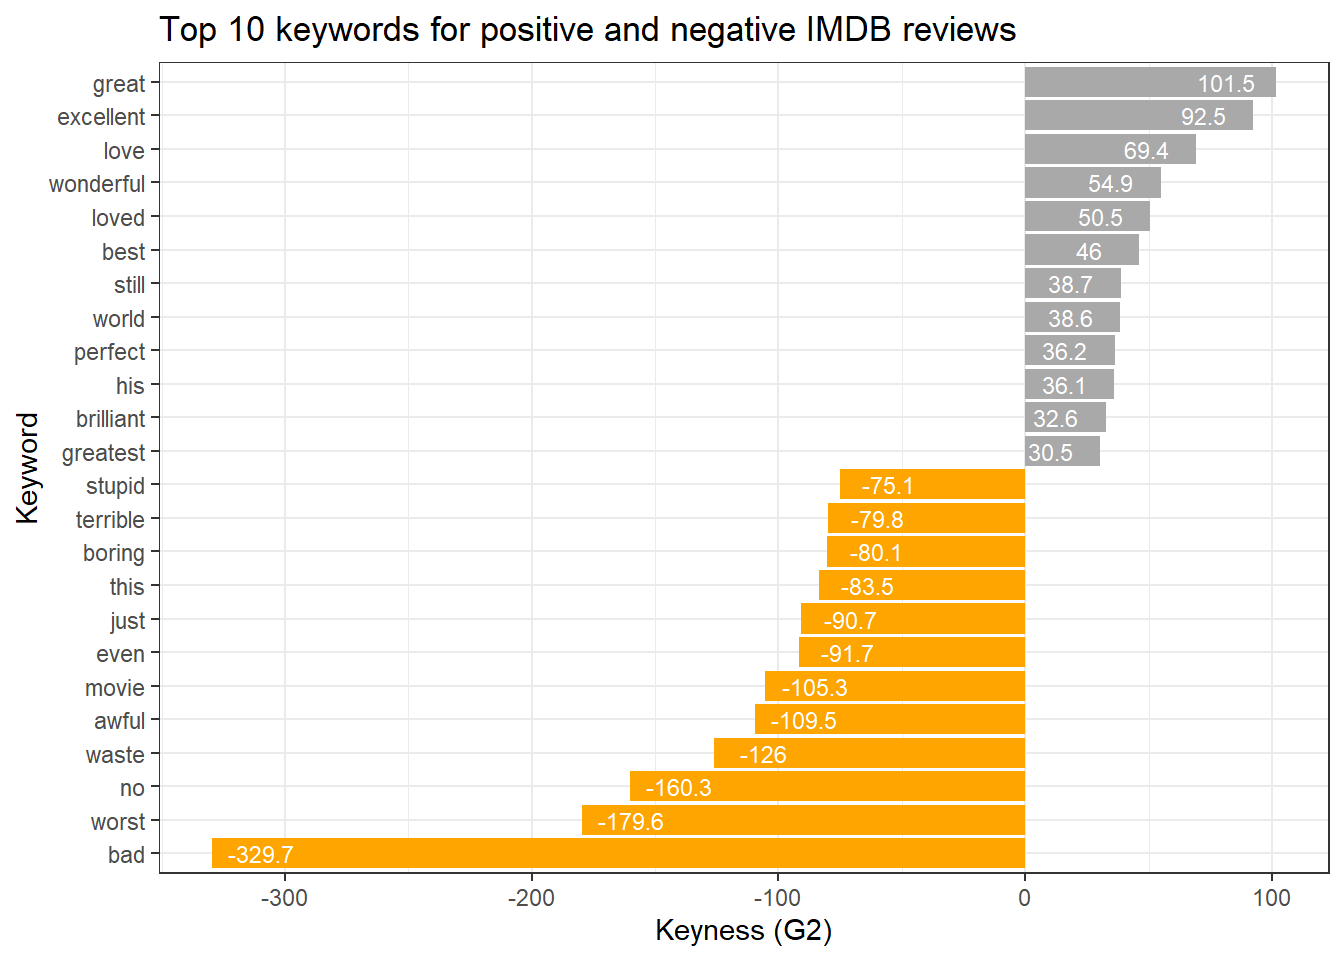 Top 10 keywords for positive and negative IMDB reviews
great 101.5
excellent 92.5
love 69.4
wonderful 54.9
loved 50.5
best 46
still 38.7
world 38.6
perfect 36.2
his 36.1
brilliant 32.6
greatest 30.5
stupid -75.1
terrible -79.8
boring -80.1
this -83.5
just -90.7
even -91.7
movie -105.3
awful -109.5
waste -126
no -160.3
worst -179.6
bad -329.7
Keyword
-300 -200 -100 0 100
Keyness (G2)